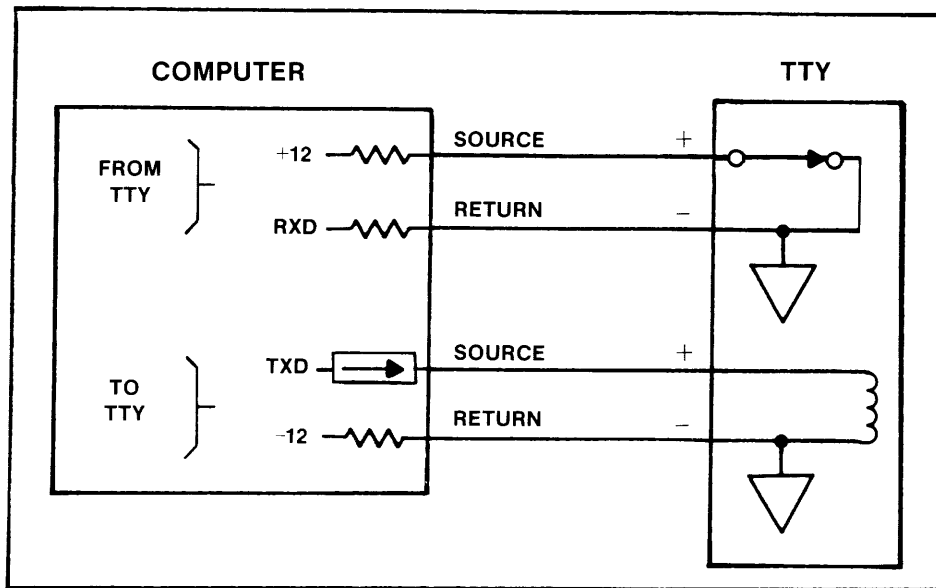 COMPUTER
TTY
FROM
TTY
+12
SOURCE
+
RXD
RETURN
−
TO
TTY
TXD
SOURCE
+
−12
RETURN
−